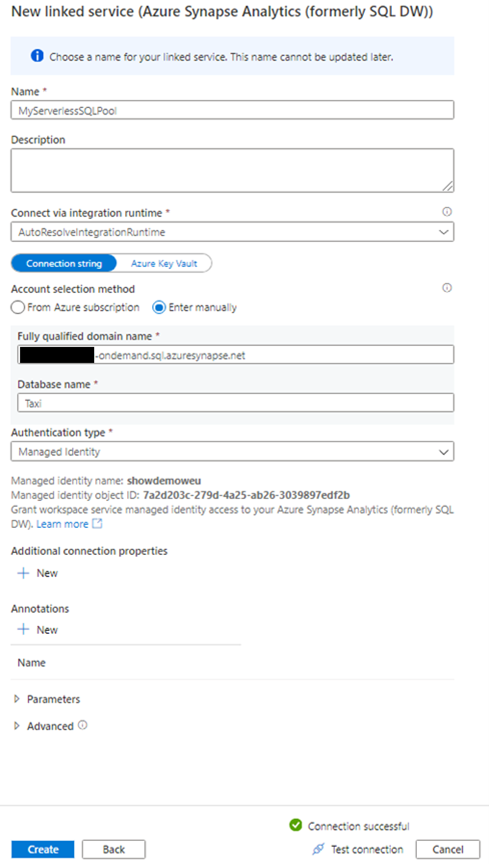 New linked service (Azure Synapse Analytics (formerly SQL DW))
Choose a name for your linked service. This name cannot be updated later.
Name *
MyServerlessSQLPool
Description
Connect via integration runtime *
AutoResolveIntegrationRuntime
Connection string Azure Key Vault
Account selection method
From Azure subscription Enter manually
Fully qualified domain name *
-ondemand.sql.azuresynapse.net
Database name *
Taxi
Authentication type *
Managed Identity
Managed identity name: showdemoweu
Managed identity object ID: 7a2d203c-279d-4a25-ab26-3039897edf2b
Grant workspace service managed identity access to your Azure Synapse Analytics (formerly SQL
DW). Learn more
Additional connection properties
+ New
Annotations
+ New
Name
Parameters
Advanced
Connection successful
Create Back Test connection Cancel